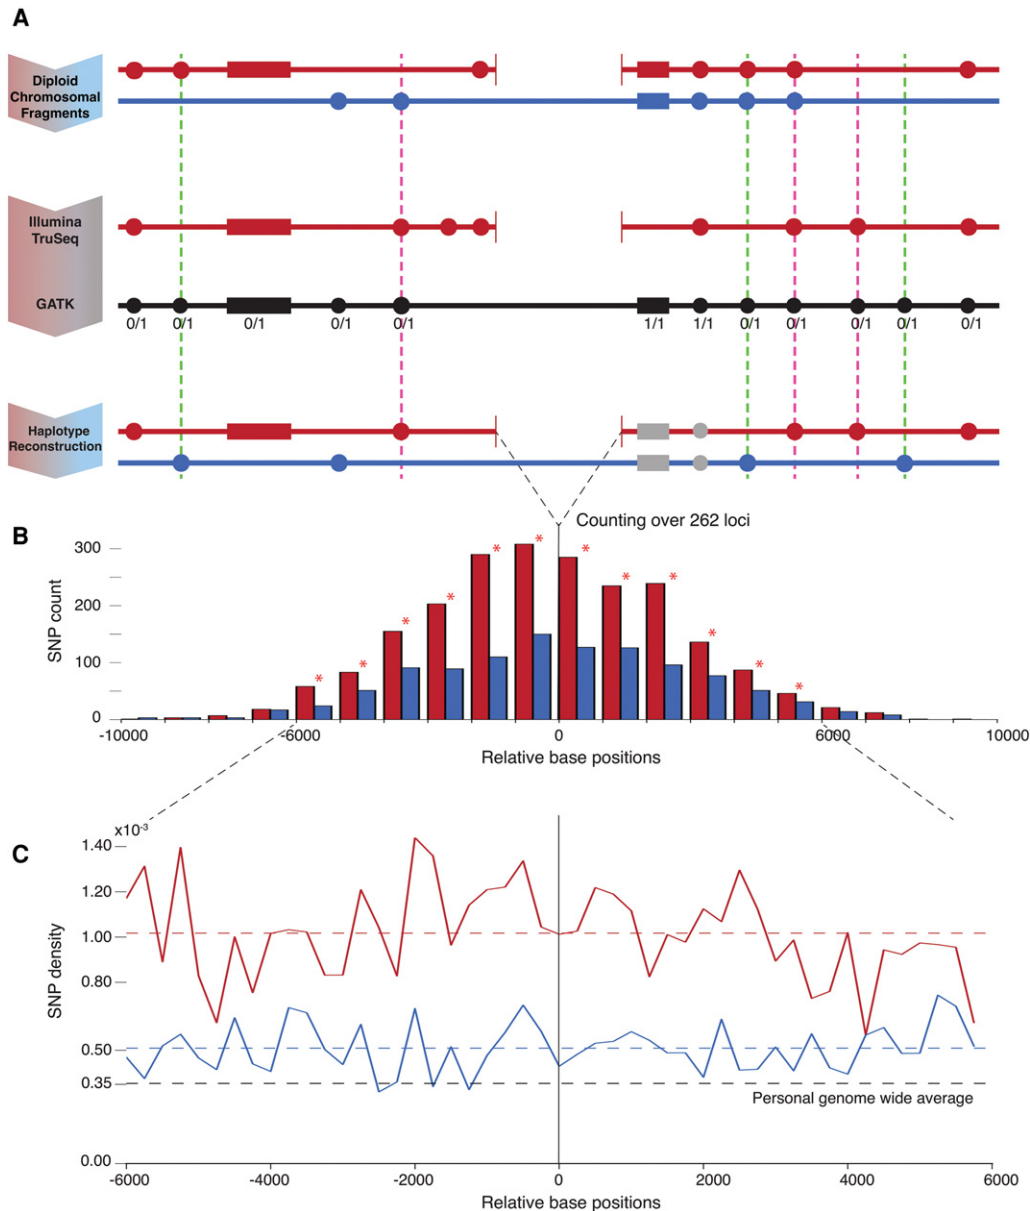 A
Diploid
Chromosomal
Fragments
Illumina
TruSeq
GATK
0/1 0/1 0/1 0/1 0/1 1/1 1/1 0/1 0/1 0/1 0/1 0/1
Haplotype
Reconstruction
Counting over 262 loci
B
SNP count
300
200
100
0
* * * * * * * * * * * *
-10000 -6000 0 6000 10000
Relative base positions
C
x10-3
SNP density
1.40
1.20
1.00
0.80
0.50
0.35
Personal genome wide average
0.00
-6000 -4000 -2000 0 2000 4000 6000
Relative base positions